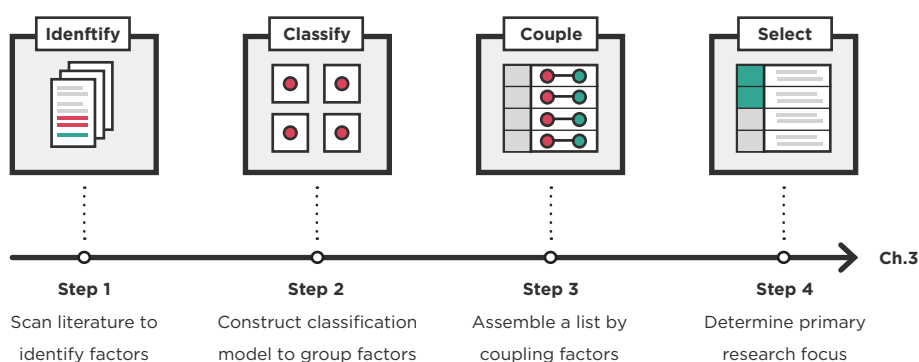 Idenftify
Classify
Couple
Select
Ch.3
Step 1
Step 2
Step 3
Step 4
Scan literature to
identify factors
Construct classification
model to group factors
Assemble a list by
coupling factors
Determine primary
research focus